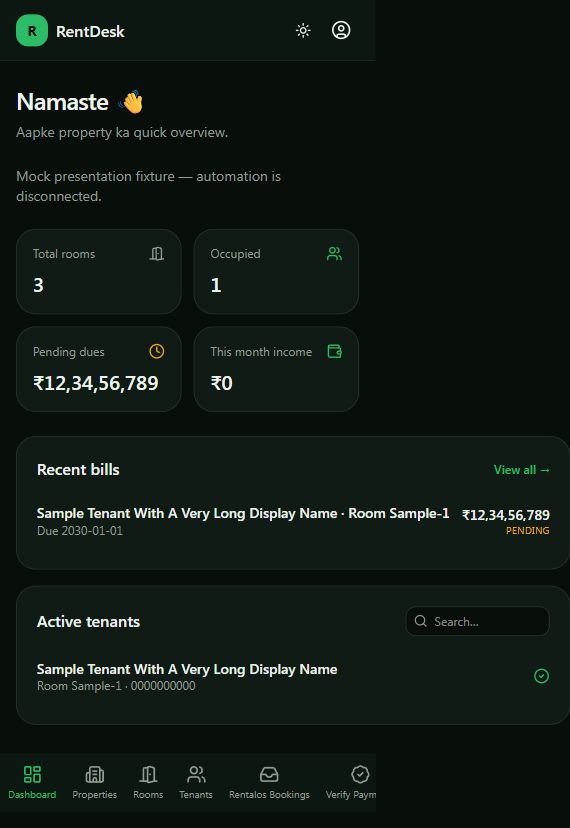 R RentDesk
Namaste 👋
Aapke property ka quick overview.
Mock presentation fixture — automation is
disconnected.
Total rooms
3
Occupied
1
Pending dues
₹12,34,56,789
This month income
₹0
Recent bills
View all →
Sample Tenant With A Very Long Display Name · Room Sample-1
₹12,34,56,789
Due 2030-01-01
PENDING
Active tenants
Search...
Sample Tenant With A Very Long Display Name
Room Sample-1 · 0000000000
Dashboard
Properties
Rooms
Tenants
Rentalos Bookings
Verify Paym